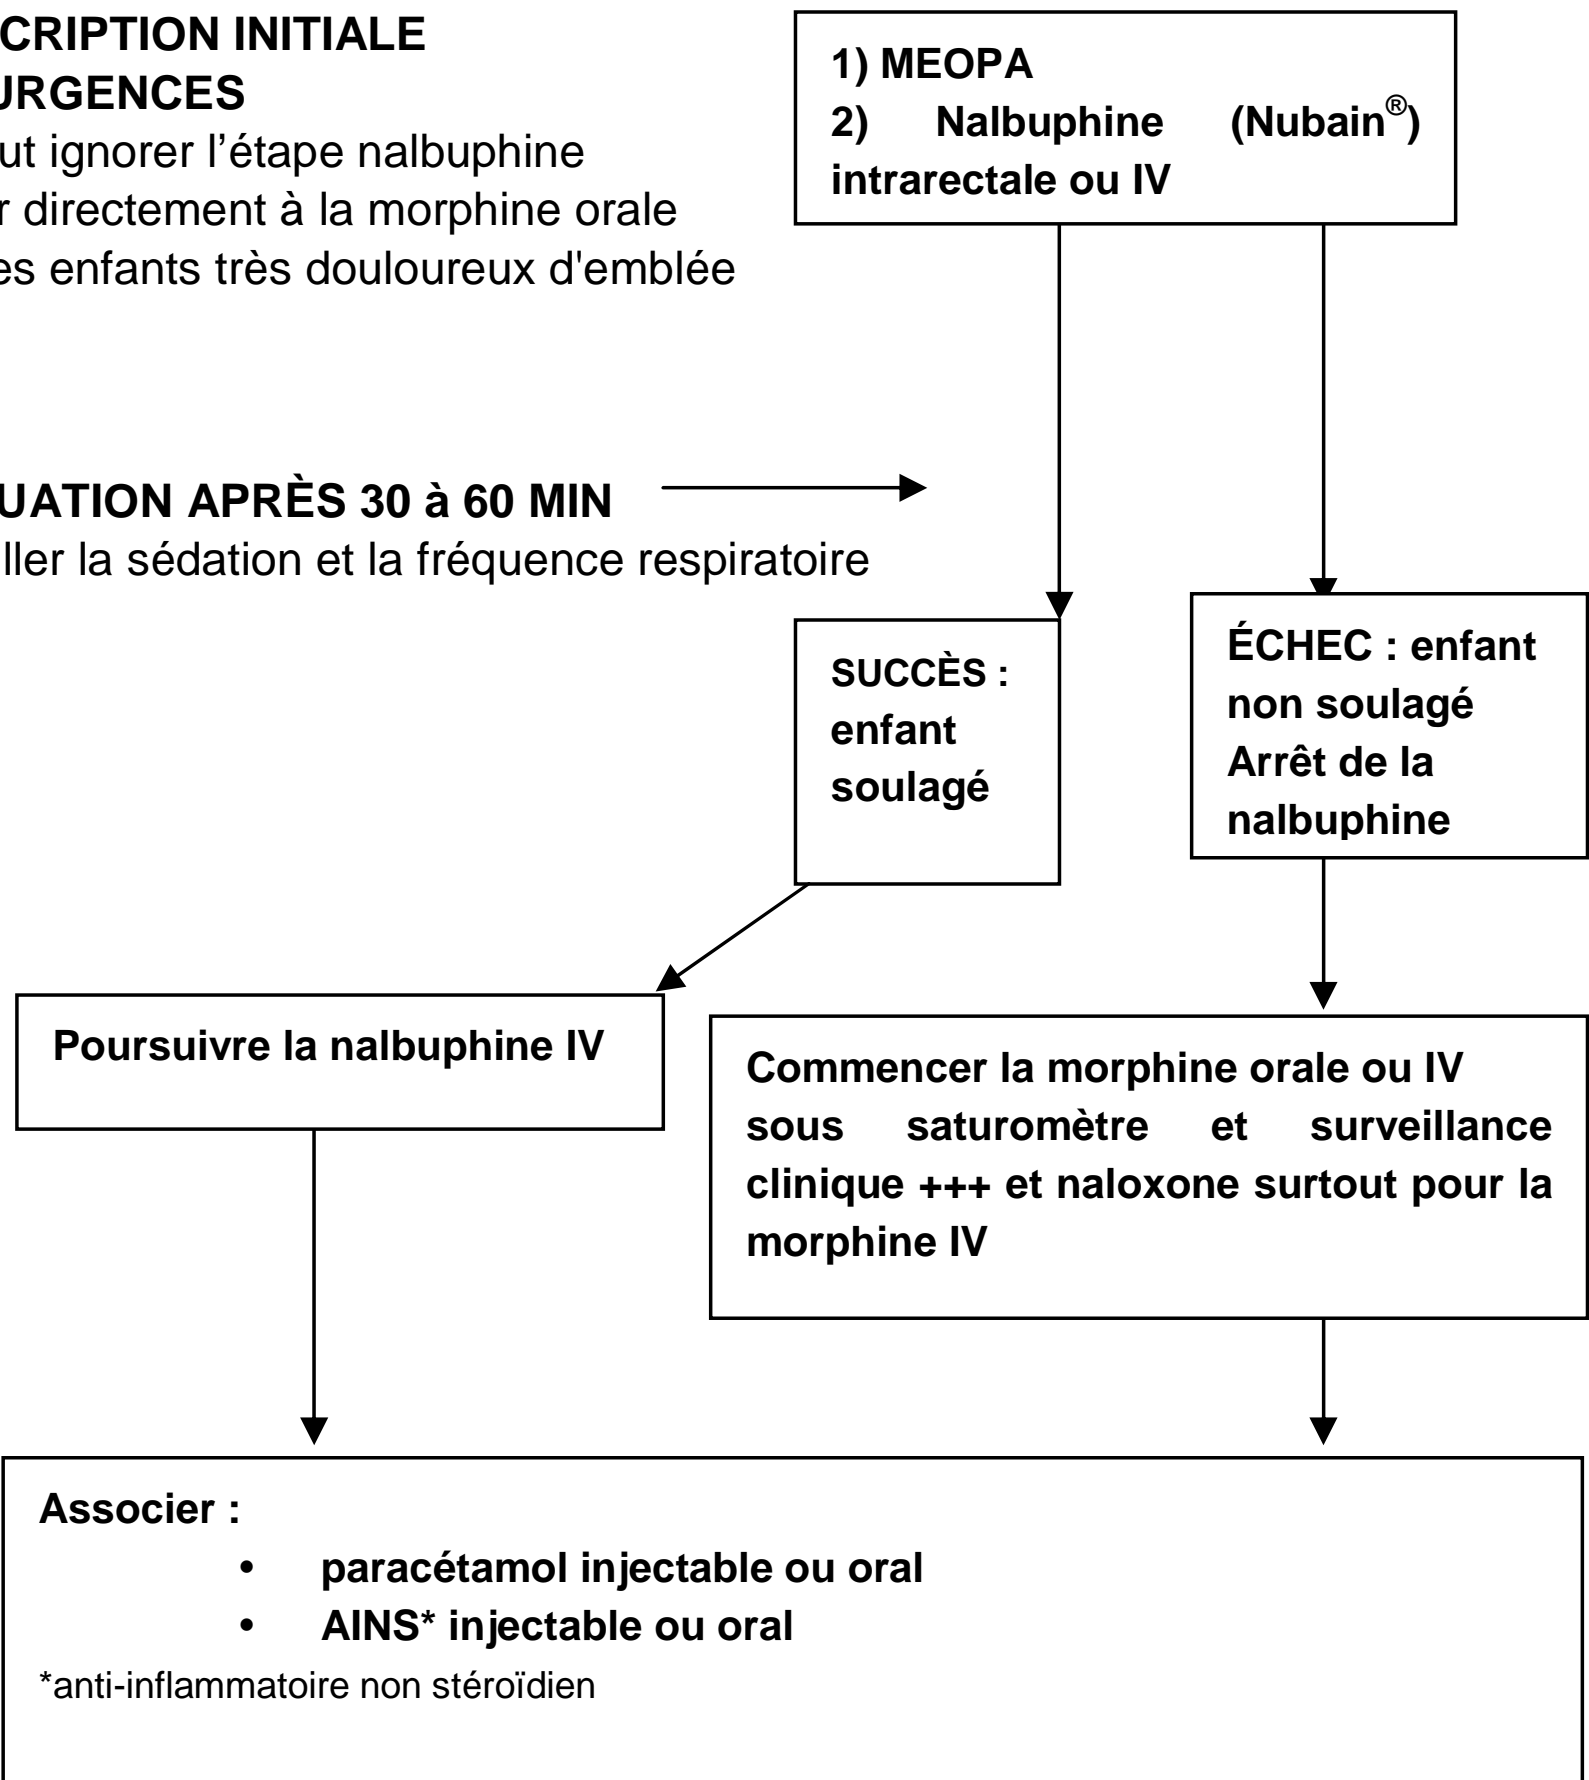 CRIPTION INITIALE
URGENCES
ut ignorer l’étape nalbuphine
r directement à la morphine orale
es enfants très douloureux d'emblée
1) MEOPA
2) Nalbuphine (Nubain®)
intrarectale ou IV
UATION APRÈS 30 à 60 MIN
ller la sédation et la fréquence respiratoire
SUCCÈS :
enfant
soulagé
ÉCHEC : enfant
non soulagé
Arrêt de la
nalbuphine
Poursuivre la nalbuphine IV
Commencer la morphine orale ou IV
sous saturomètre et surveillance
clinique +++ et naloxone surtout pour la
morphine IV
Associer :
• paracétamol injectable ou oral
• AINS* injectable ou oral
*anti-inflammatoire non stéroïdien